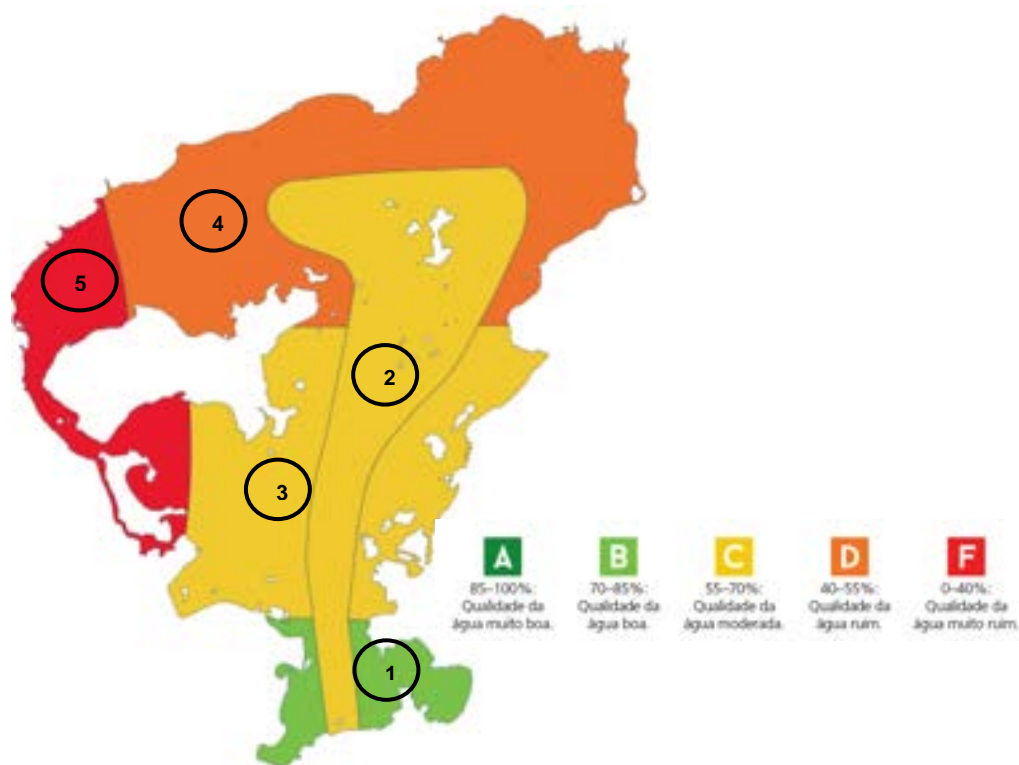 4
5
2
3
1
A B C D F
85–100%: 70–85%: 55–70%: 40–55%: 0–40%:
Qualidade da Qualidade da Qualidade da Qualidade da Qualidade da
água muito boa. água boa. água moderada. água ruim. água muito ruim.